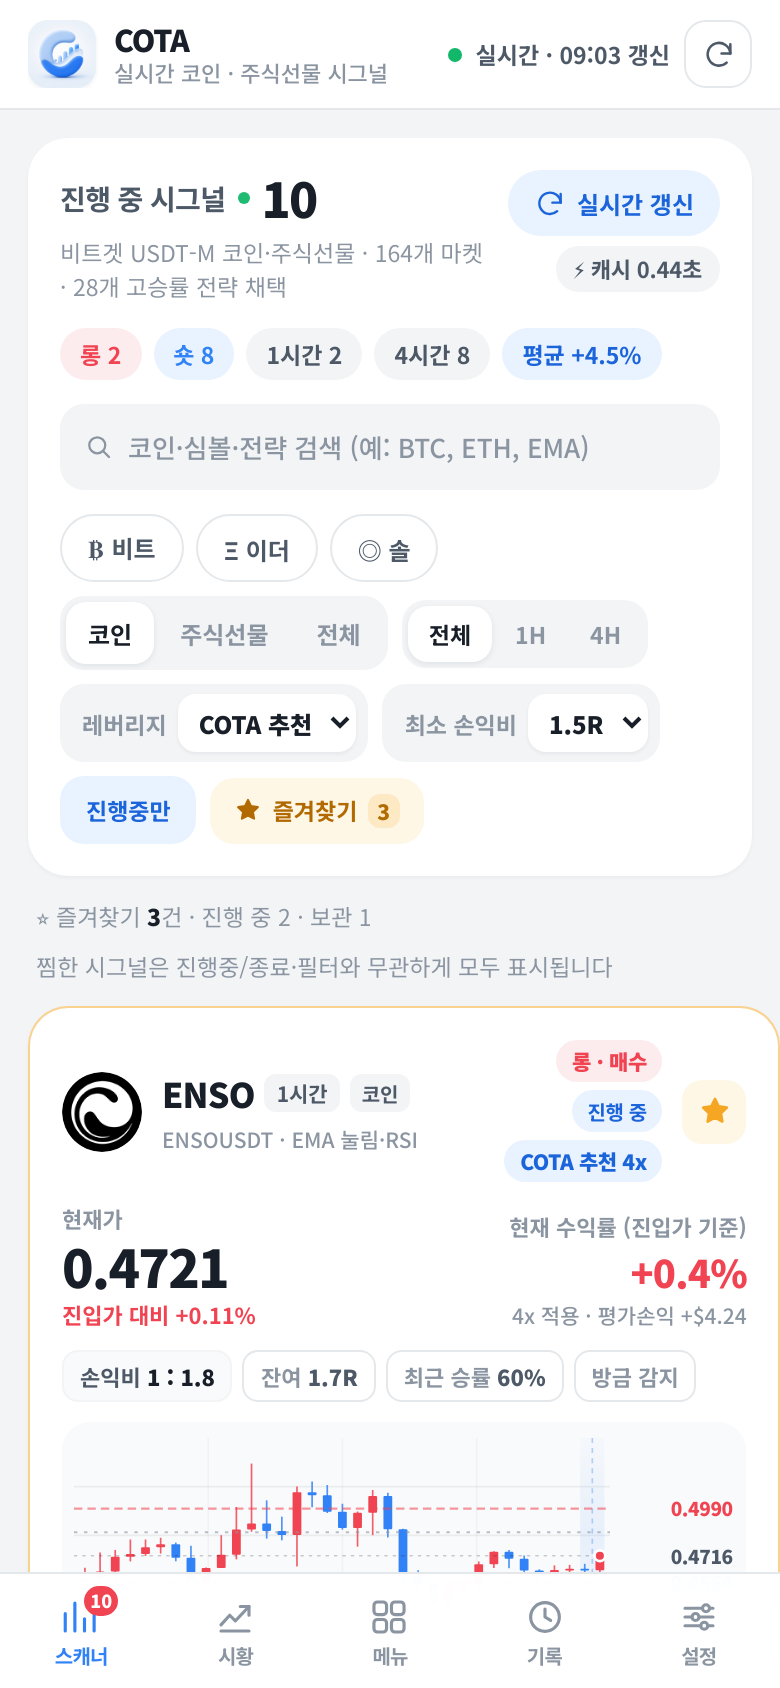 COTA
실시간 코인 · 주식선물 시그널
실시간 · 09:03 갱신
진행 중 시그널 10
실시간 갱신
비트겟 USDT-M 코인·주식선물 · 164개 마켓
· 28개 고승률 전략 채택
⚡ 캐시 0.44초
롱 2 숏 8 1시간 2 4시간 8 평균 +4.5%
코인·심볼·전략 검색 (예: BTC, ETH, EMA)
₿ 비트 Ξ 이더 ◎ 솔
코인 주식선물 전체 전체 1H 4H
레버리지 COTA 추천 최소 손익비 1.5R
진행중만 ★ 즐겨찾기 3
☆ 즐겨찾기 3건 · 진행 중 2 · 보관 1
찜한 시그널은 진행중/종료·필터와 무관하게 모두 표시됩니다
ENSO 1시간 코인
ENSOUSDT · EMA 눌림·RSI
롱 · 매수
진행 중
COTA 추천 4x
현재가
0.4721
진입가 대비 +0.11%
현재 수익률 (진입가 기준)
+0.4%
4x 적용 · 평가손익 +$4.24
손익비 1 : 1.8 잔여 1.7R 최근 승률 60% 방금 감지
0.4990
0.4716
10
스캐너 시황 메뉴 기록 설정